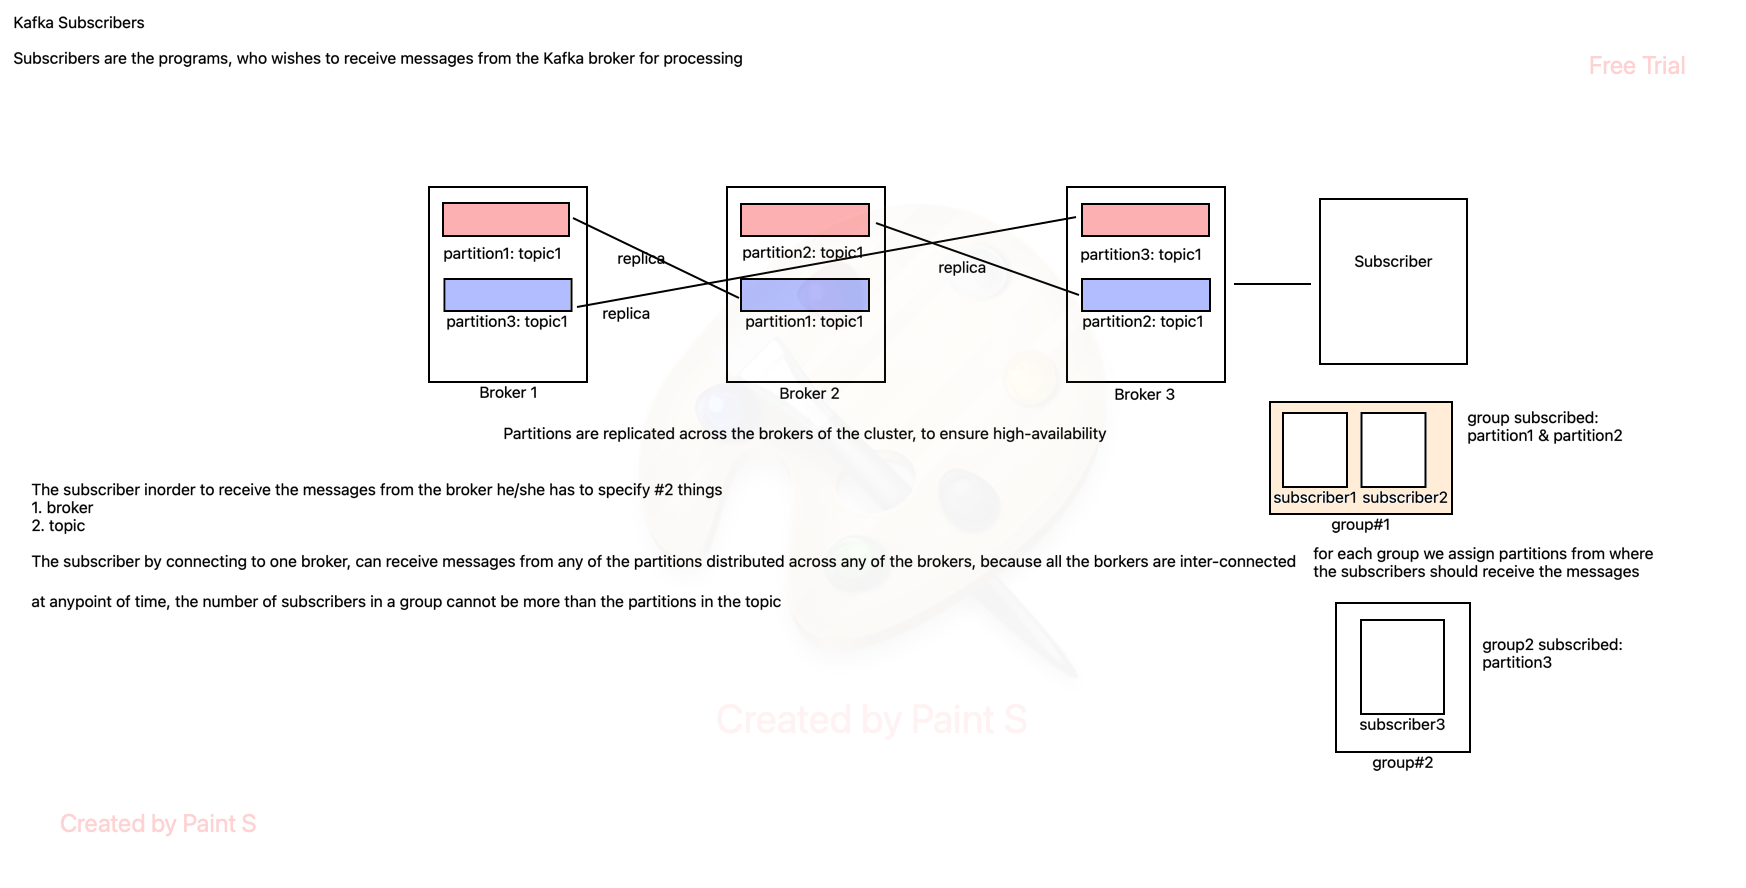 Kafka Subscribers
Subscribers are the programs, who wishes to receive messages from the Kafka broker for processing
Free Trial
partition1: topic1
partition3: topic1
Broker 1
replica
replica
partition2: topic1
partition1: topic1
Broker 2
replica
partition3: topic1
partition2: topic1
Broker 3
Subscriber
Partitions are replicated across the brokers of the cluster, to ensure high-availability
group subscribed:
partition1 & partition2
subscriber1 subscriber2
group#1
The subscriber inorder to receive the messages from the broker he/she has to specify #2 things
1. broker
2. topic
The subscriber by connecting to one broker, can receive messages from any of the partitions distributed across any of the brokers, because all the borkers are inter-connected
for each group we assign partitions from where
the subscribers should receive the messages
at anypoint of time, the number of subscribers in a group cannot be more than the partitions in the topic
group2 subscribed:
partition3
subscriber3
group#2
Created by Paint S
Created by Paint S